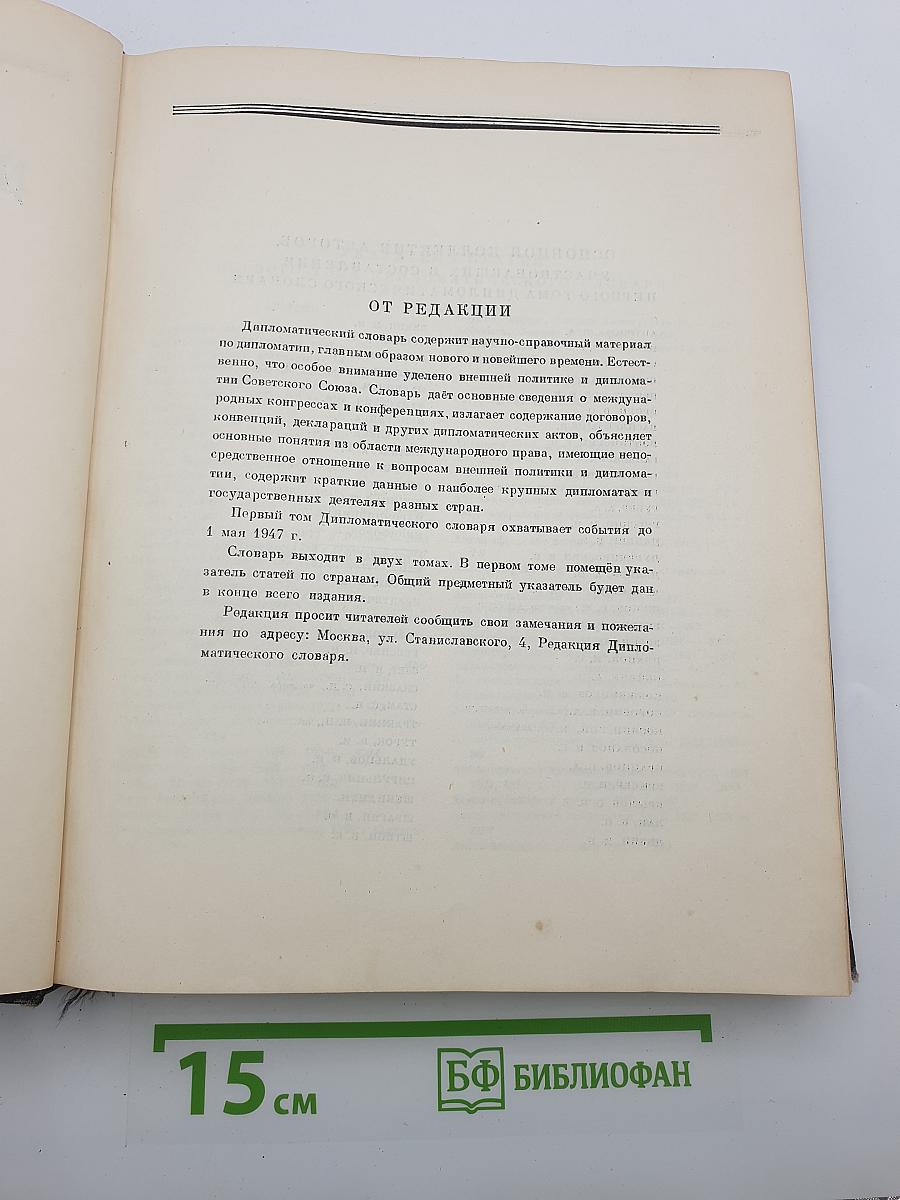 ОТ РЕДАКЦИИ
Дипломатический словарь содержит научно-справочный материал
по дипломатии, главным образом нового и новейшего времени. Естест-
венно, что особое внимание уделено внешней политике и диплома-
тии Советского Союза. Словарь даёт основные сведения о междуна-
родных конгрессах и конференциях, излагает содержание договоров,
конвенций, деклараций и других дипломатических актов, объясняет
основные понятия из области международного права, имеющие непо-
средственное отношение к вопросам внешней политики и диплома-
тии, содержит краткие данные о наиболее крупных дипломатах и
государственных деятелях разных стран.
Первый том Дипломатического словаря охватывает события до
1 мая 1947 г.
Словарь выходит в двух томах. В первом томе помещён ука-
затель статей по странам. Общий предметный указатель будет дан
в конце всего издания.
Редакция просит читателей сообщить свои замечания и пожела-
ния по адресу: Москва, ул. Станиславского, 4, Редакция Дипло-
матического словаря.
15 см
БФ БИБЛИОФАН